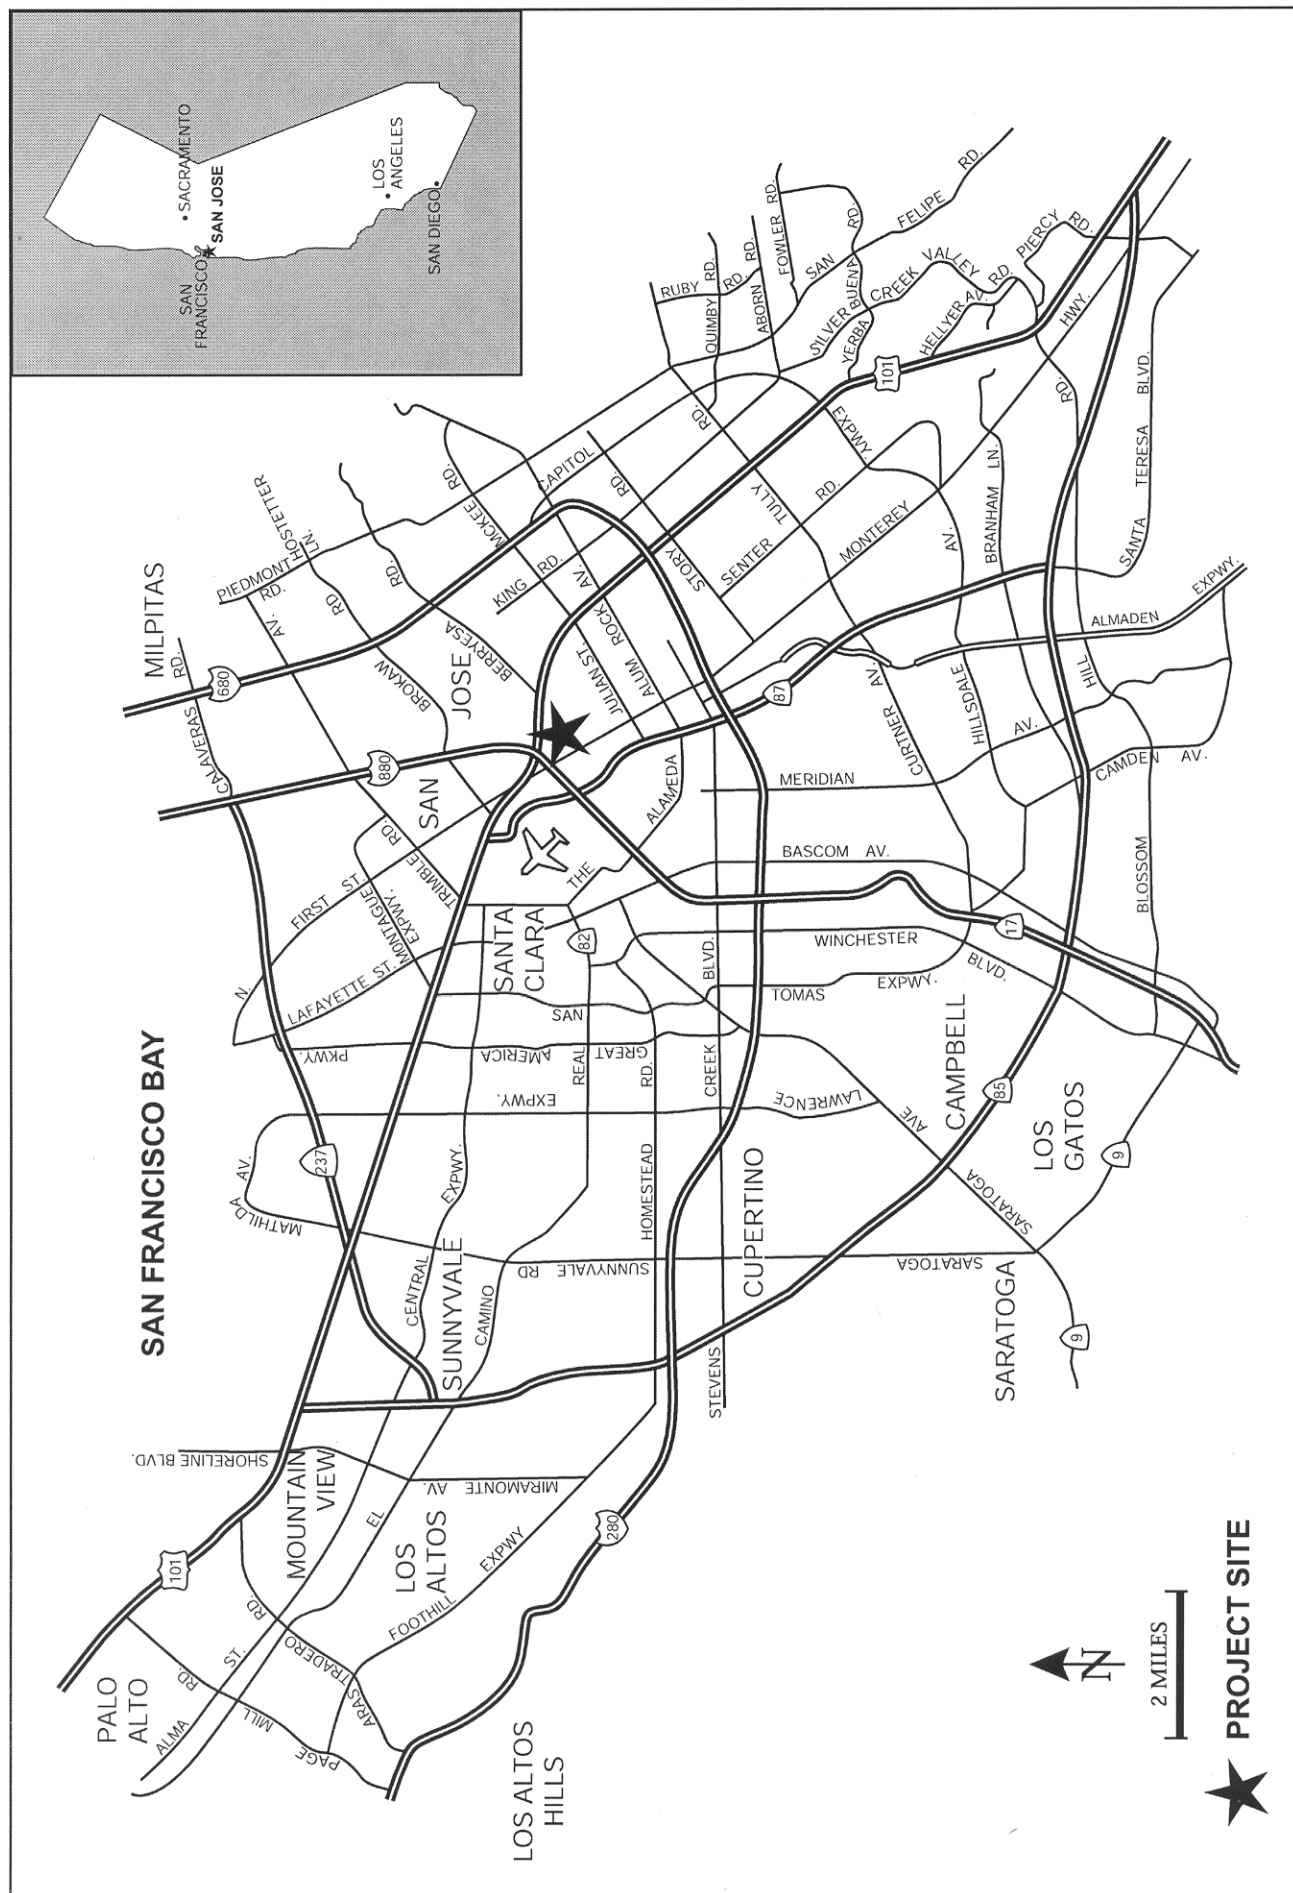 SAN FRANCISCO BAY
SACRAMENTO
SAN
FRANCISCO
SAN JOSE
LOS
ANGELES
SAN DIEGO
PALO
ALTO
MOUNTAIN
VIEW
LOS
ALTOS
LOS ALTOS
HILLS
SUNNYVALE
SANTA
CLARA
SAN
JOSE
MILPITAS
CUPERTINO
CAMPBELL
LOS
GATOS
SARATOGA
101
ALMA
ST.
PAGE
MILL
RD.
ARASTRADERO
RD.
FOOTHILL
EXPWY
280
SHORELINE BLVD.
MIRAMONTE
AV.
EL
CAMINO
REAL
CENTRAL
EXPWY.
MATHILDA
AV.
237
SUNNYVALE
RD
SARATOGA
STEVENS
CREEK
BLVD.
HOMESTEAD
RD.
LAWRENCE
EXPWY.
GREAT
AMERICA
PKWY.
SAN
TOMAS
EXPWY.
SARATOGA
AVE
9
9
85
17
82
LAFAYETTE ST.
N.
FIRST ST.
MONTAGUE
EXPWY.
TRIMBLE
RD.
THE
ALAMEDA
WINCHESTER
BLVD.
BASCOM AV.
MERIDIAN
AV.
880
680
CALAVERAS
RD.
BROKAW
RD
BERRYESA
RD.
HOSTETTER
PIEDMONT
RD.
LN.
AV.
MCKEE
RD.
KING
RD.
JULIAN ST.
ALUM ROCK AV.
CAPITOL
EXPWY.
STORY
RD.
SENTER
RD.
TULLY
RD.
MONTEREY
HWY.
87
CURTNER
AV.
HILLSDALE
AV.
BRANHAM LN.
CAMDEN AV.
BLOSSOM
HILL
RD.
ALMADEN
EXPWY.
SANTA
TERESA BLVD.
RUBY
RD.
QUIMBY
RD.
ABORN
RD.
FOWLER RD.
SAN
FELIPE
RD.
YERBA
BUENA
RD.
SILVER
CREEK
VALLEY
RD.
HELLYER AV.
PIERCY
RD.
101
N
2 MILES
PROJECT SITE